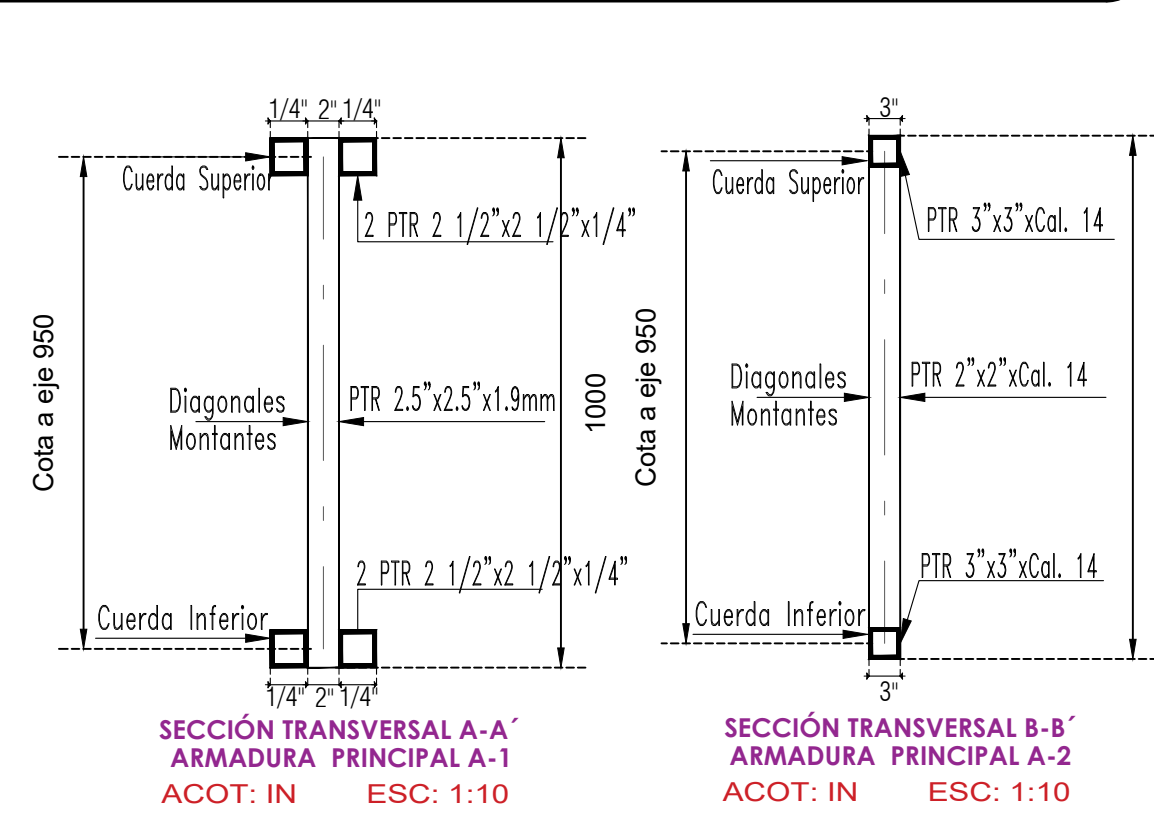 1/4" 2" 1/4"
Cuerda Superior
2 PTR 2 1/2”x2 1/2”x1/4”
Cota a eje 950
Diagonales
Montantes
PTR 2.5”x2.5”x1.9mm
1000
2 PTR 2 1/2”x2 1/2”x1/4”
Cuerda Inferior
1/4" 2" 1/4"
SECCIÓN TRANSVERSAL A-A´
ARMADURA PRINCIPAL A-1
ACOT: IN ESC: 1:10
3"
Cuerda Superior
PTR 3”x3”xCal. 14
Cota a eje 950
Diagonales
Montantes
PTR 2”x2”xCal. 14
PTR 3”x3”xCal. 14
Cuerda Inferior
3"
SECCIÓN TRANSVERSAL B-B´
ARMADURA PRINCIPAL A-2
ACOT: IN ESC: 1:10